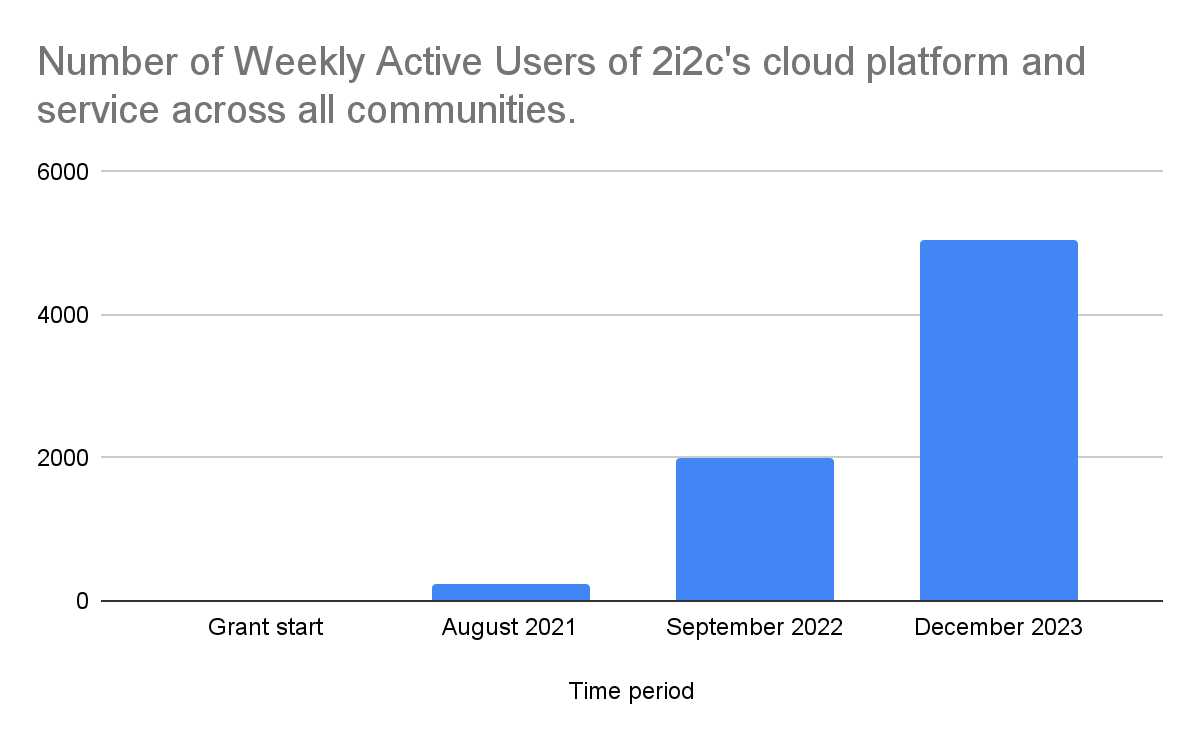 Number of Weekly Active Users of 2i2c's cloud platform and
service across all communities.
6000
4000
2000
0
Grant start
August 2021
September 2022
December 2023
Time period